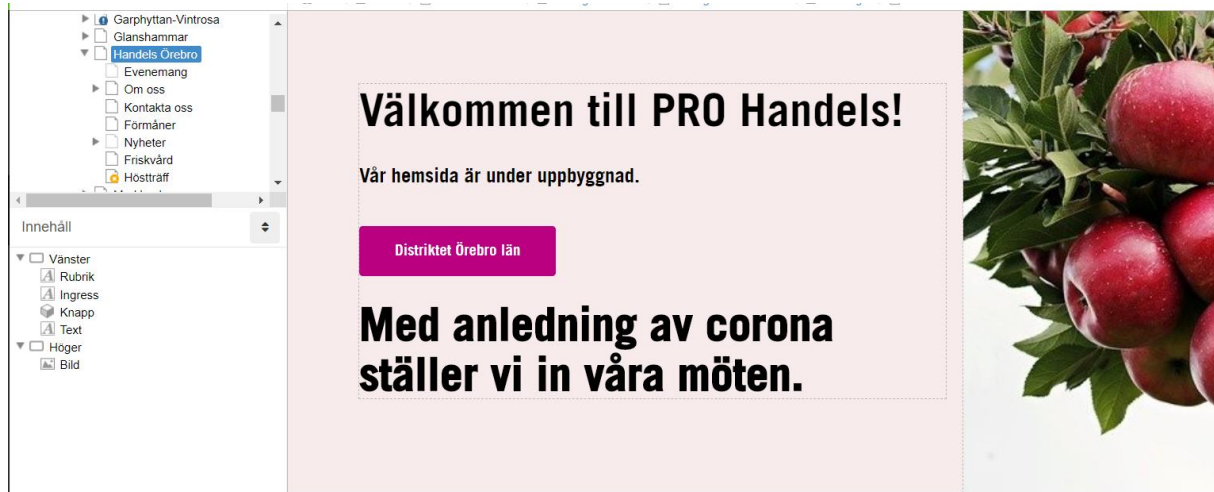 Garphyttan-Vintrosa
Glanshammar
Handels Örebro
Evenemang
Om oss
Kontakta oss
Förmåner
Nyheter
Friskvård
Höstträff
Innehåll
Vänster
Rubrik
Ingress
Knapp
Text
Höger
Bild
Välkommen till PRO Handels!
Vår hemsida är under uppbyggnad.
Distriktet Örebro län
Med anledning av corona
ställer vi in våra möten.